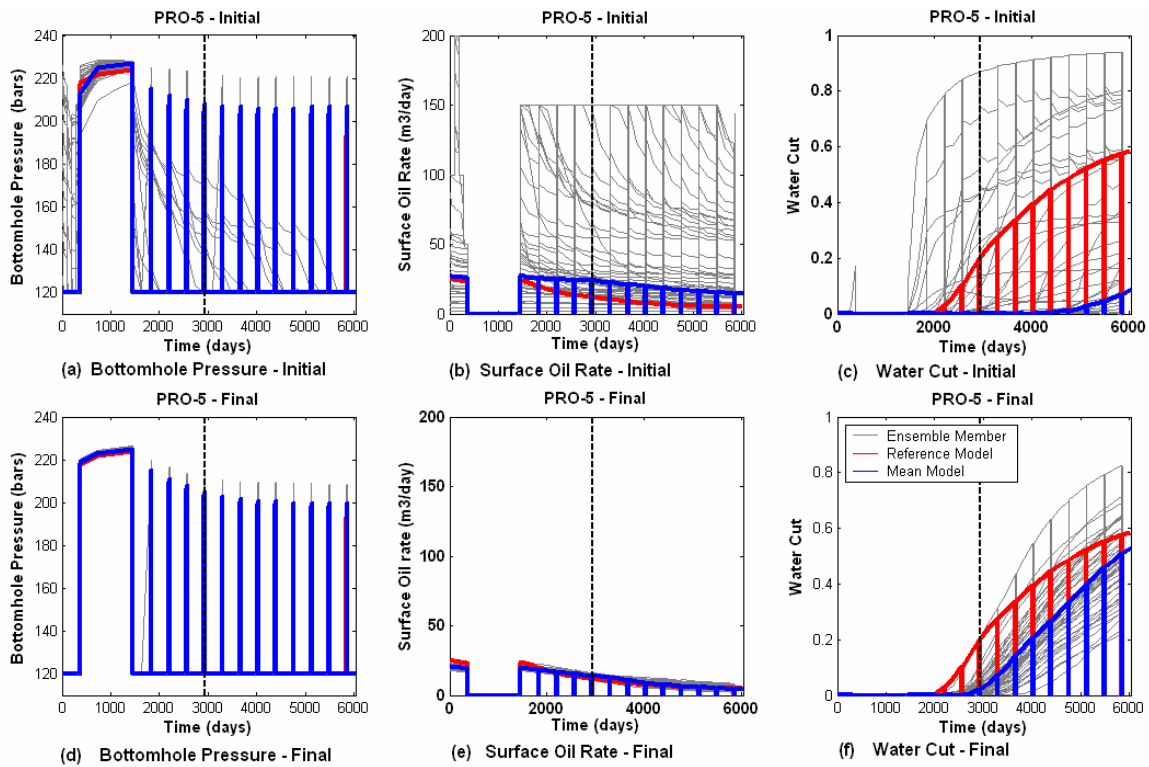 PRO-5 - Initial
PRO-5 - Initial
PRO-5 - Initial
240
220
200
180
160
140
120
Bottomhole Pressure (bars)
0 1000 2000 3000 4000 5000 6000
Time (days)
(a) Bottomhole Pressure - Initial
200
150
100
50
0
Surface Oil Rate (m3/day)
0 2000 4000 6000
Time (days)
(b) Surface Oil Rate - Initial
1
0.8
0.6
0.4
0.2
0
Water Cut
0 2000 4000 6000
Time (days)
(c) Water Cut - Initial
PRO-5 - Final
PRO-5 - Final
PRO-5 - Final
240
220
200
180
160
140
120
Bottomhole Pressure (bars)
0 1000 2000 3000 4000 5000 6000
Time (days)
(d) Bottomhole Pressure - Final
200
150
100
50
0
Surface Oil rate (m3/day)
0 2000 4000 6000
Time (days)
(e) Surface Oil Rate - Final
1
0.8
0.6
0.4
0.2
0
Water Cut
Ensemble Member
Reference Model
Mean Model
0 1000 2000 3000 4000 5000 6000
Time (days)
(f) Water Cut - Final